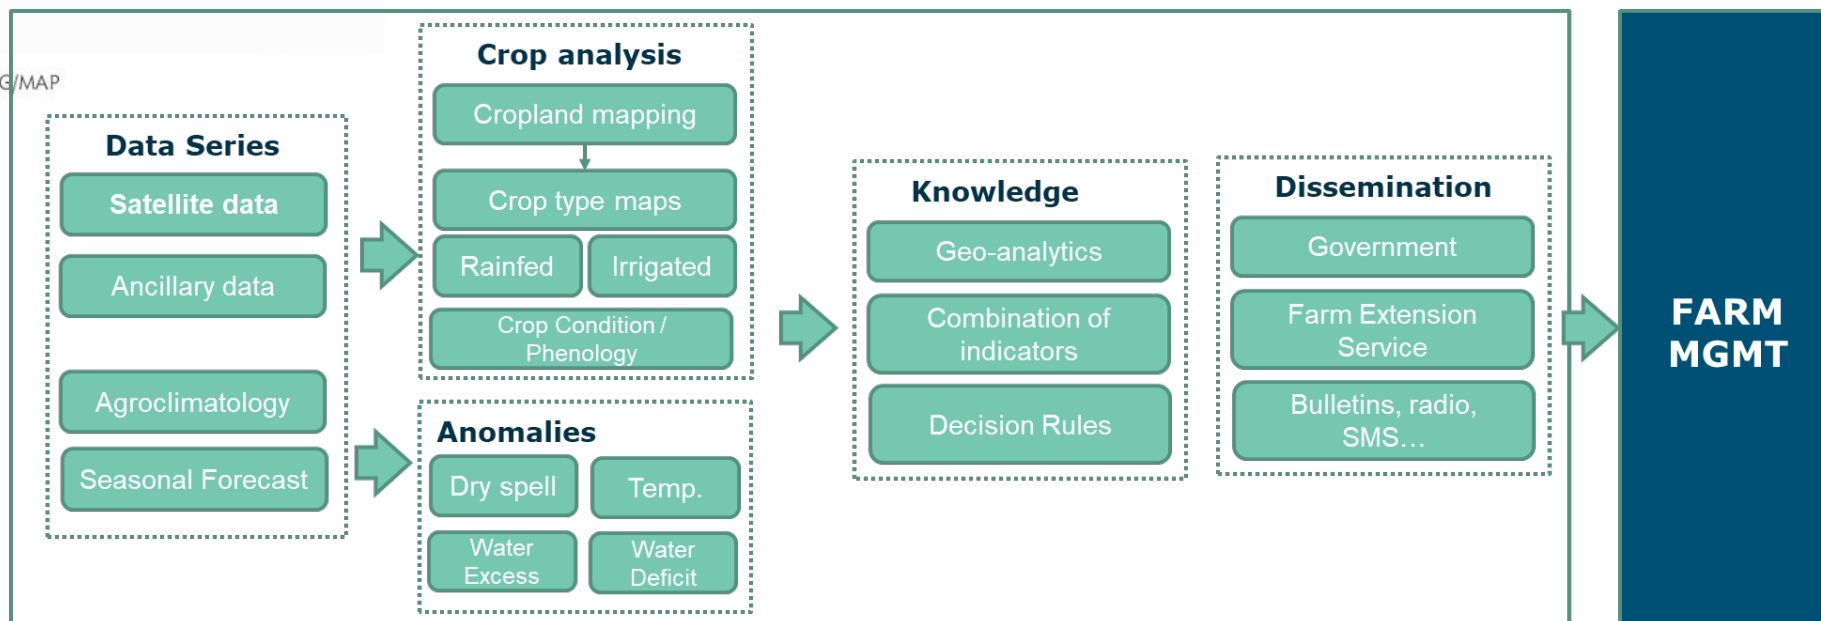 G/MAP
Data Series
Satellite data
Ancillary data
Agroclimatology
Seasonal Forecast
Crop analysis
Cropland mapping
Crop type maps
Rainfed
Irrigated
Crop Condition /
Phenology
Anomalies
Dry spell
Temp.
Water
Excess
Water
Deficit
Knowledge
Geo-analytics
Combination of
indicators
Decision Rules
Dissemination
Government
Farm Extension
Service
Bulletins, radio,
SMS…
FARM
MGMT